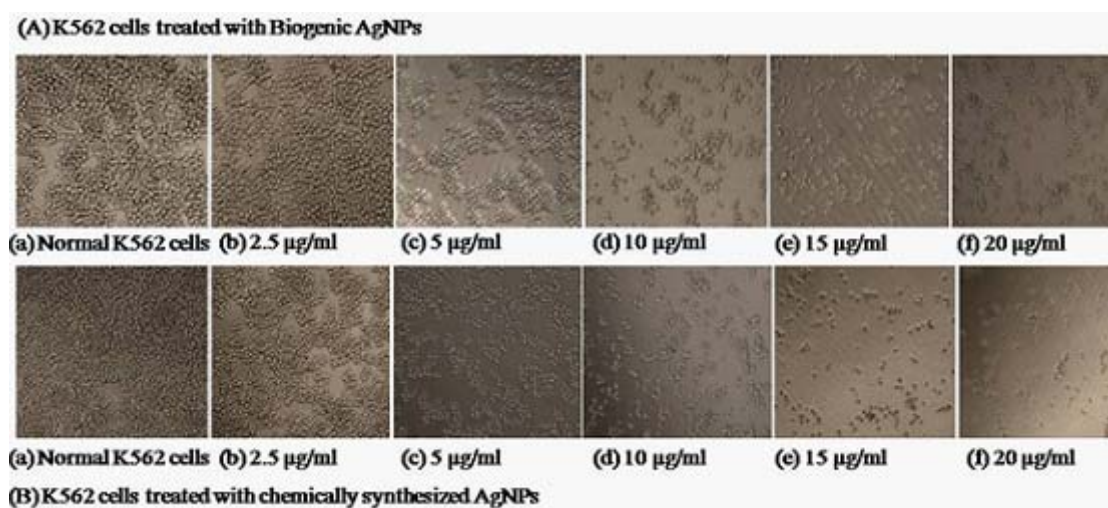 (A) K562 cells treated with Biogenic AgNPs
(a) Normal K562 cells (b) 2.5 μg/ml (c) 5 μg/ml (d) 10 μg/ml (e) 15 μg/ml (f) 20 μg/ml
(a) Normal K562 cells (b) 2.5 μg/ml (c) 5 μg/ml (d) 10 μg/ml (e) 15 μg/ml (f) 20 μg/ml
(B) K562 cells treated with chemically synthesized AgNPs